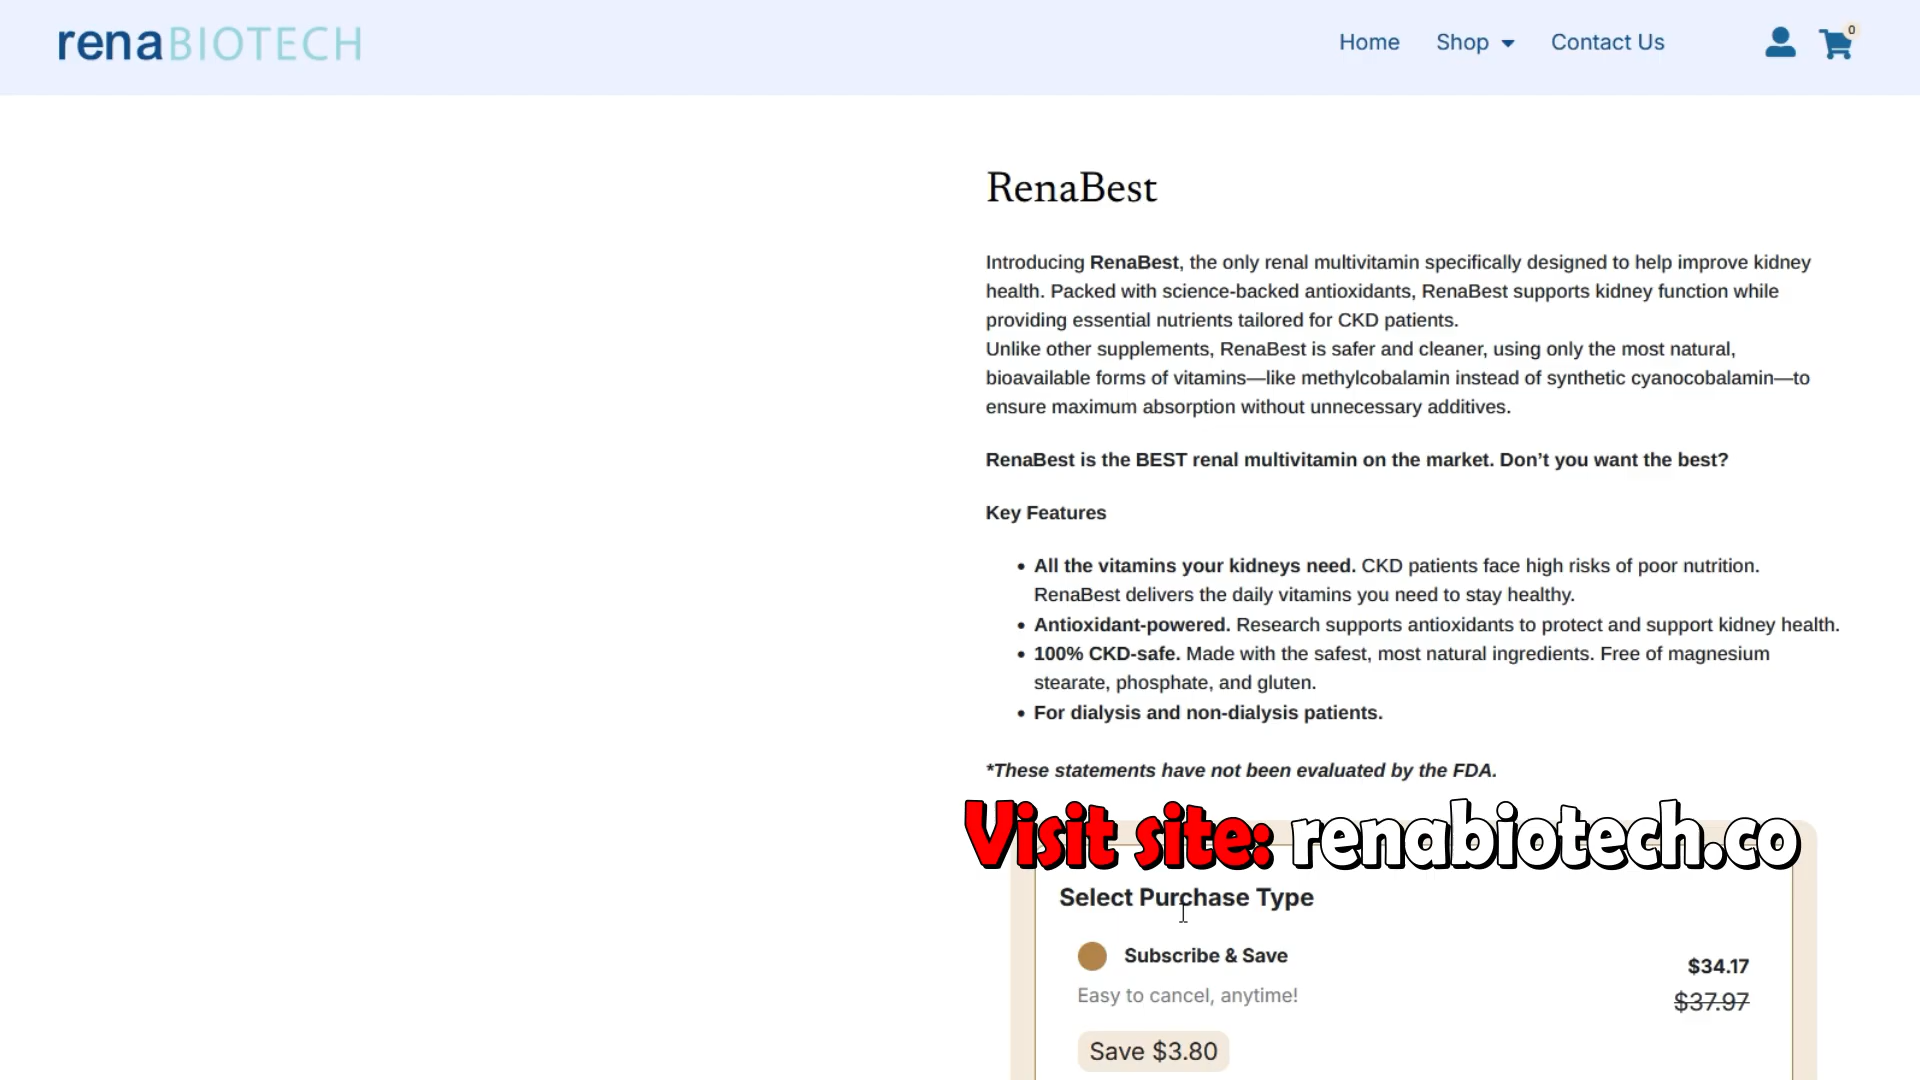 renaBIOTECH
Home Shop Contact Us
0
RenaBest
Introducing RenaBest, the only renal multivitamin specifically designed to help improve kidney
health. Packed with science-backed antioxidants, RenaBest supports kidney function while
providing essential nutrients tailored for CKD patients.
Unlike other supplements, RenaBest is safer and cleaner, using only the most natural,
bioavailable forms of vitamins—like methylcobalamin instead of synthetic cyanocobalamin—to
ensure maximum absorption without unnecessary additives.
RenaBest is the BEST renal multivitamin on the market. Don’t you want the best?
Key Features
• All the vitamins your kidneys need. CKD patients face high risks of poor nutrition.
RenaBest delivers the daily vitamins you need to stay healthy.
• Antioxidant-powered. Research supports antioxidants to protect and support kidney health.
• 100% CKD-safe. Made with the safest, most natural ingredients. Free of magnesium
stearate, phosphate, and gluten.
• For dialysis and non-dialysis patients.
*These statements have not been evaluated by the FDA.
Visit site: renabiotech.co
Select Purchase Type
Subscribe & Save
$34.17
Easy to cancel, anytime!
$37.97
Save $3.80